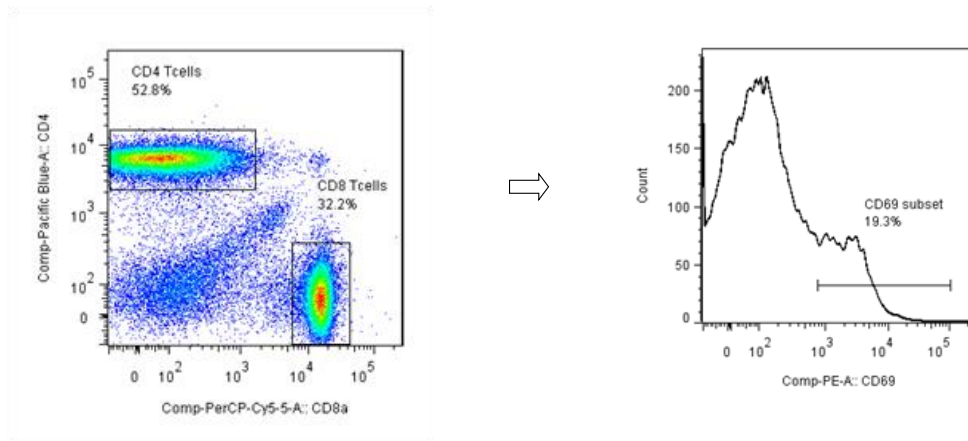 CD4 Tcells
52.8%
CD8 Tcells
32.2%
10^5
10^4
10^3
10^2
0
Comp-Pacific Blue-A:: CD4
0 10^2 10^3 10^4 10^5
Comp-PerCP-Cy5-5-A:: CD8a
200
150
100
50
0
Count
CD69 subset
19.3%
0 10^2 10^3 10^4 10^5
Comp-PE-A:: CD69